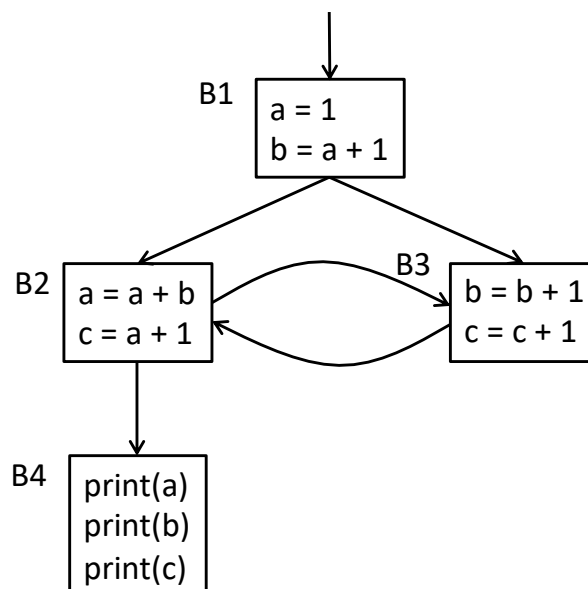 B1
a = 1
b = a + 1
B2
a = a + b
c = a + 1
B3
b = b + 1
c = c + 1
B4
print(a)
print(b)
print(c)